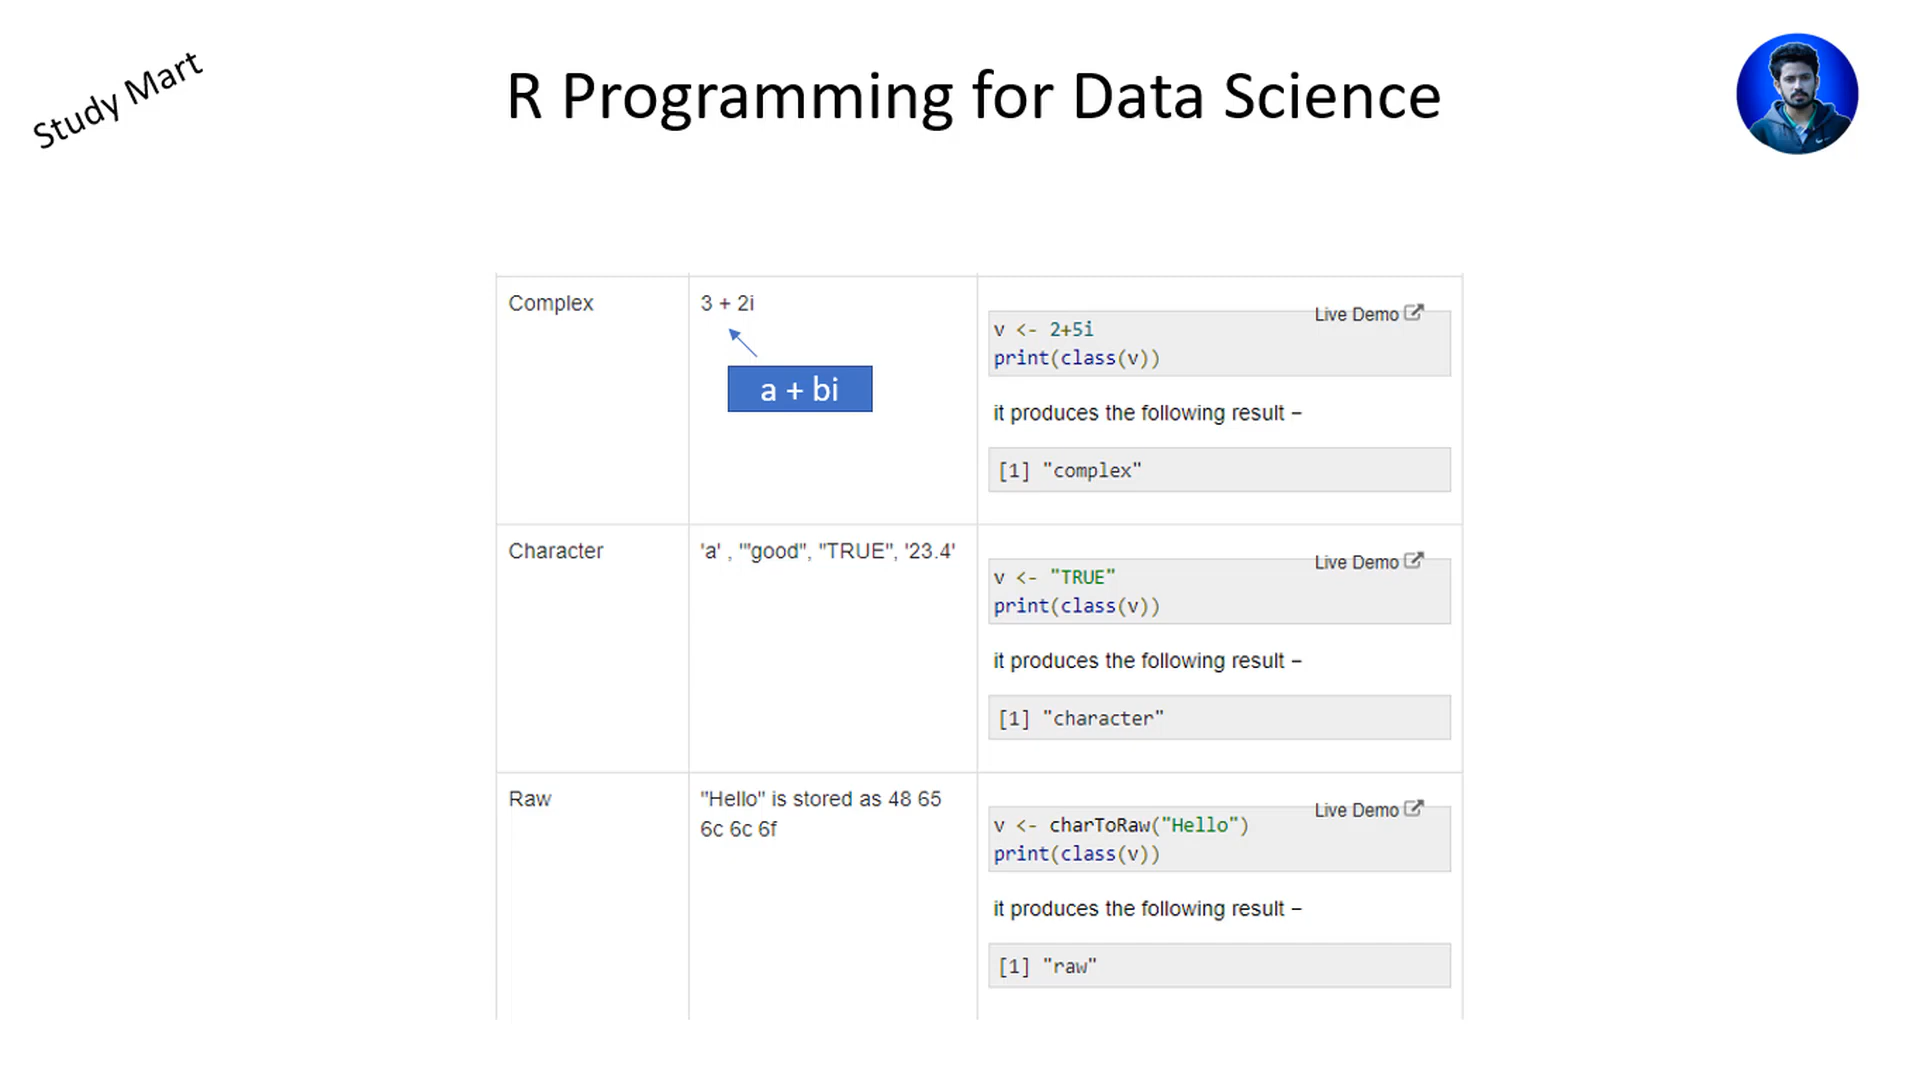 Study Mart
R Programming for Data Science
Complex
3 + 2i
a + bi
Live Demo
v <- 2+5i
print(class(v))
it produces the following result –
[1] "complex"
Character
'a' , '"good", "TRUE", '23.4'
Live Demo
v <- "TRUE"
print(class(v))
it produces the following result –
[1] "character"
Raw
"Hello" is stored as 48 65
6c 6c 6f
Live Demo
v <- charToRaw("Hello")
print(class(v))
it produces the following result –
[1] "raw"